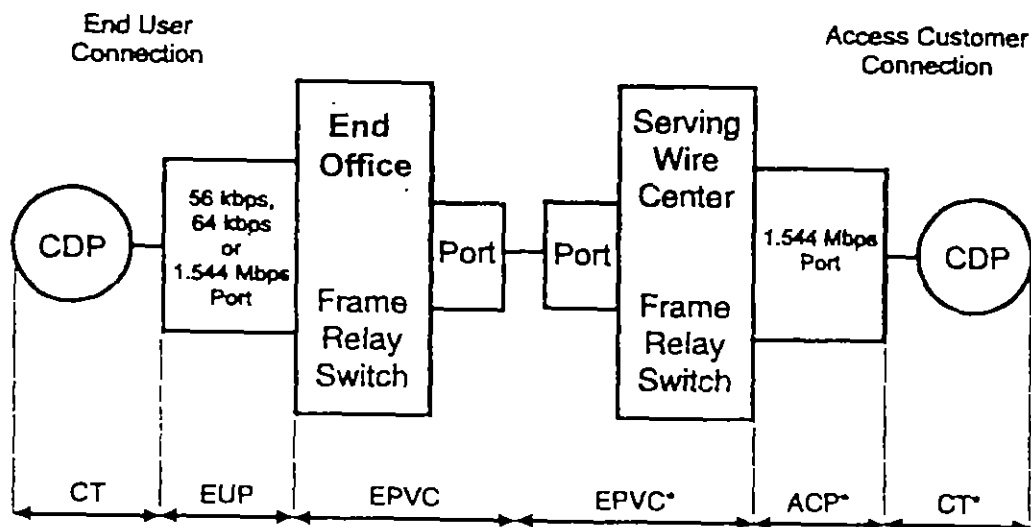 End User
Connection
Access Customer
Connection
End
Office
Serving
Wire
Center
CDP
56 kbps,
64 kbps
or
1.544 Mbps
Port
Port
Port
1.544 Mbps
Port
CDP
Frame
Relay
Switch
Frame
Relay
Switch
CT
EUP
EPVC
EPVC*
ACP*
CT*